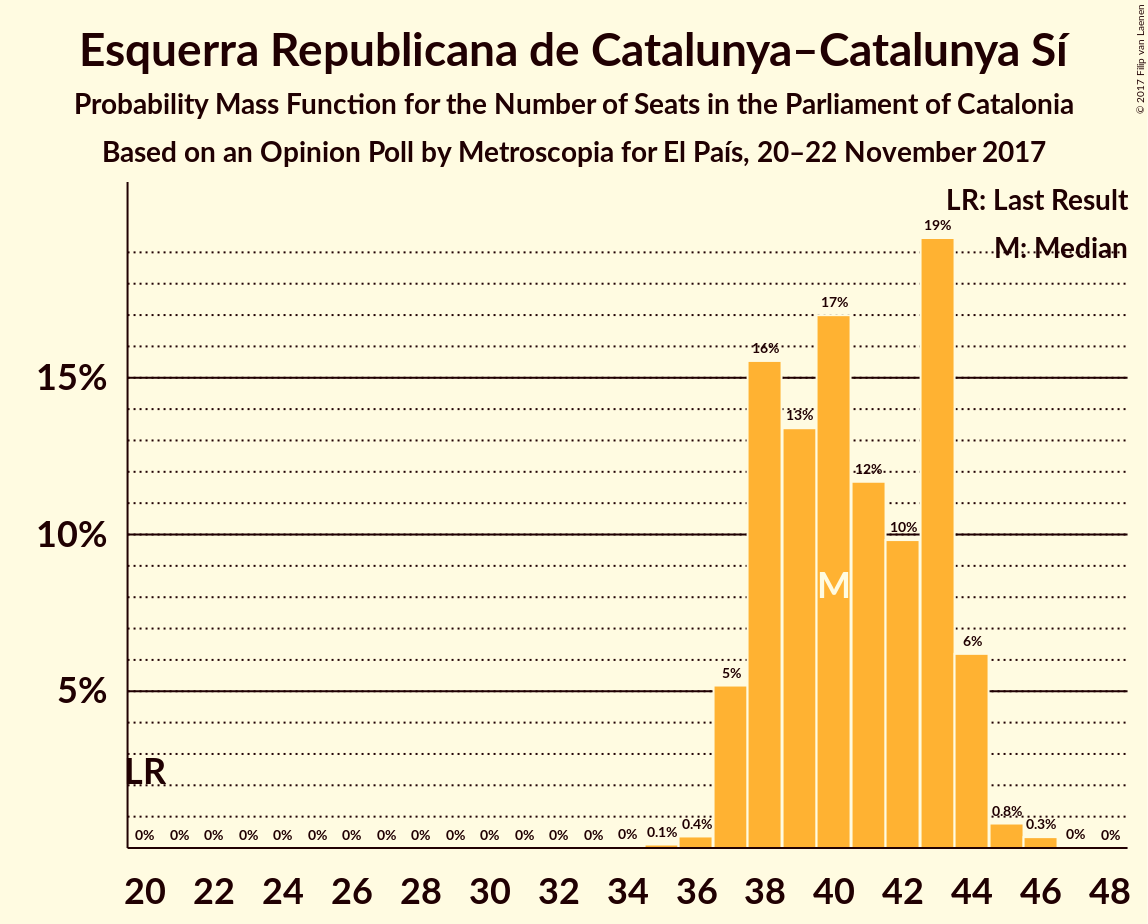 Esquerra Republicana de Catalunya–Catalunya Sí
Probability Mass Function for the Number of Seats in the Parliament of Catalonia
Based on an Opinion Poll by Metroscopia for El País, 20–22 November 2017
© 2017 Filip van Laenen
LR: Last Result
M: Median
15%
10%
5%
19%
17%
16%
13%
12%
10%
M
6%
5%
LR
0% 0% 0% 0% 0% 0% 0% 0% 0% 0% 0% 0% 0% 0% 0% 0.1% 0.4% 0.8% 0.3% 0% 0%
20 22 24 26 28 30 32 34 36 38 40 42 44 46 48